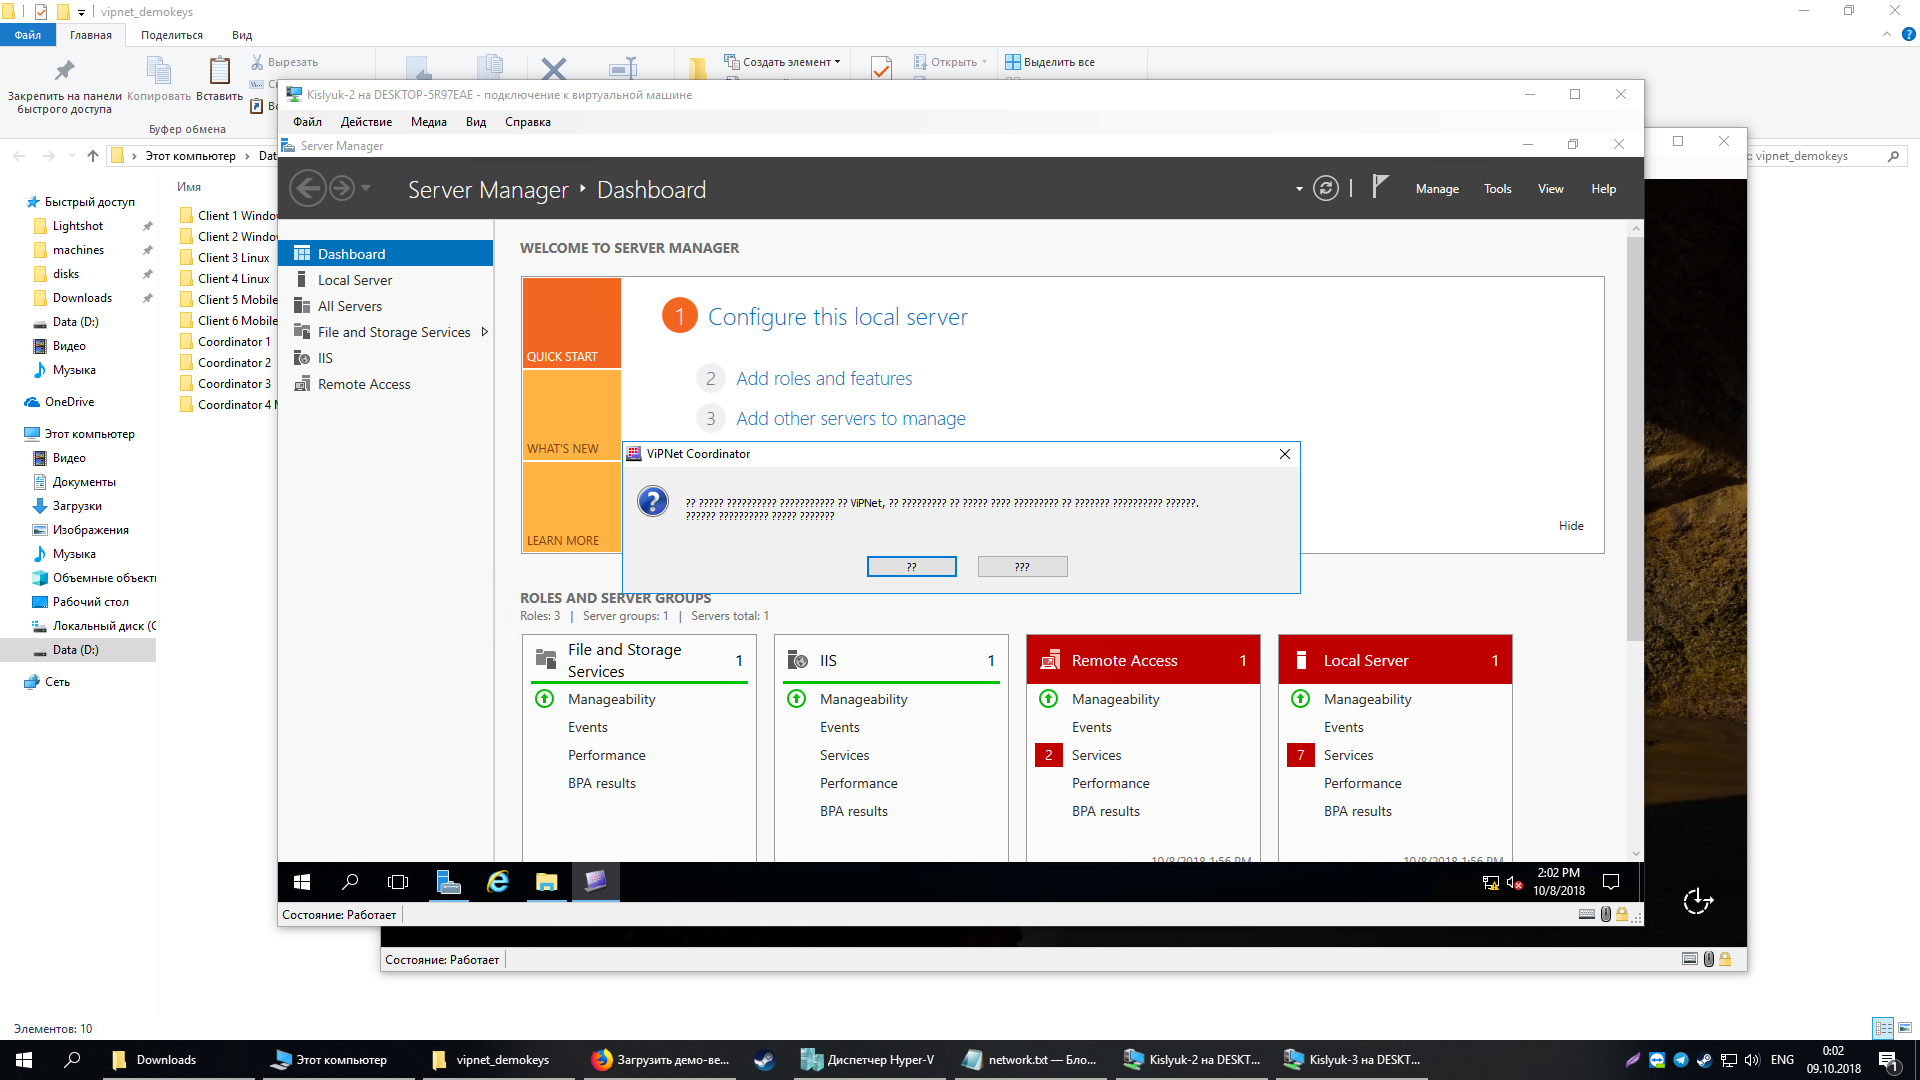 vipnet_demokeys
Файл
Главная
Поделиться
Вид
Закрепить на панели быстрого доступа
Копировать
Вставить
Вырезать
Буфер обмена
Создать элемент
Открыть
Выделить все
Этот компьютер
vipnet_demokeys
Имя
Быстрый доступ
Lightshot
machines
disks
Downloads
Data (D:)
Видео
Музыка
OneDrive
Этот компьютер
Видео
Документы
Загрузки
Изображения
Музыка
Объемные объекты
Рабочий стол
Локальный диск (C
Data (D:)
Сеть
Client 1 Windo
Client 2 Windo
Client 3 Linux
Client 4 Linux
Client 5 Mobile
Client 6 Mobile
Coordinator 1
Coordinator 2
Coordinator 3
Coordinator 4
Kislyuk-2 на DESKTOP-5R97EAE - подключение к виртуальной машине
Файл
Действие
Медиа
Вид
Справка
Server Manager
Server Manager ‣ Dashboard
Manage
Tools
View
Help
Dashboard
Local Server
All Servers
File and Storage Services
IIS
Remote Access
WELCOME TO SERVER MANAGER
QUICK START
WHAT'S NEW
LEARN MORE
1 Configure this local server
2 Add roles and features
3 Add other servers to manage
Hide
ViPNet Coordinator
?? ????? ?????????? ??????????? ?? ViPNet, ?? ????????? ?? ????? ???? ????????? ?? ??????? ?????????? ??????.
?????? ?????????? ????? ???????
??
???
ROLES AND SERVER GROUPS
Roles: 3 | Server groups: 1 | Servers total: 1
File and Storage Services 1
Manageability
Events
Performance
BPA results
IIS 1
Manageability
Events
Services
Performance
BPA results
Remote Access 1
Manageability
Events
2 Services
Performance
BPA results
10/8/2018 1:56 PM
Local Server 1
Manageability
Events
7 Services
Performance
BPA results
10/8/2018 1:56 PM
2:02 PM
10/8/2018
Состояние: Работает
Состояние: Работает
Элементов: 10
Downloads
Этот компьютер
vipnet_demokeys
Загрузить демо-ве...
Диспетчер Hyper-V
network.txt — Бло...
Kislyuk-2 на DESKT...
Kislyuk-3 на DESKT...
ENG
0:02
09.10.2018
1